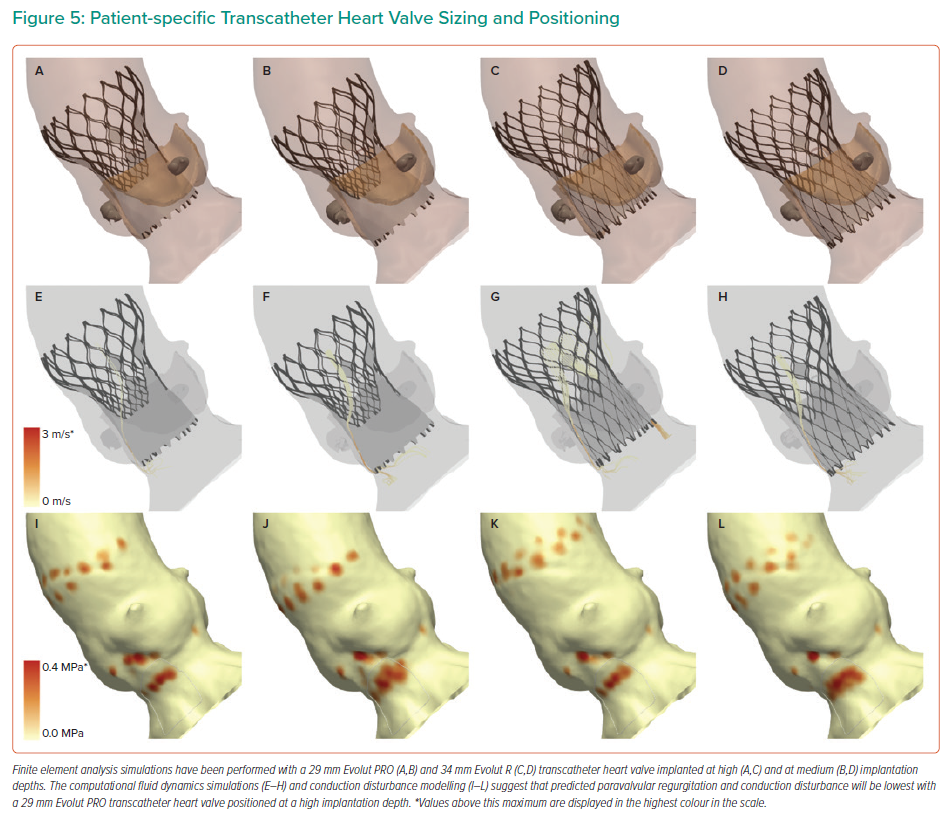 Figure 5: Patient-specific Transcatheter Heart Valve Sizing and Positioning
A
B
C
D
E
F
G
H
3 m/s*
0 m/s
I
J
K
L
0.4 MPa*
0.0 MPa
Finite element analysis simulations have been performed with a 29 mm Evolut PRO (A,B) and 34 mm Evolut R (C,D) transcatheter heart valve implanted at high (A,C) and at medium (B,D) implantation
depths. The computational fluid dynamics simulations (E–H) and conduction disturbance modelling (I–L) suggest that predicted paravalvular regurgitation and conduction disturbance will be lowest with
a 29 mm Evolut PRO transcatheter heart valve positioned at a high implantation depth. *Values above this maximum are displayed in the highest colour in the scale.